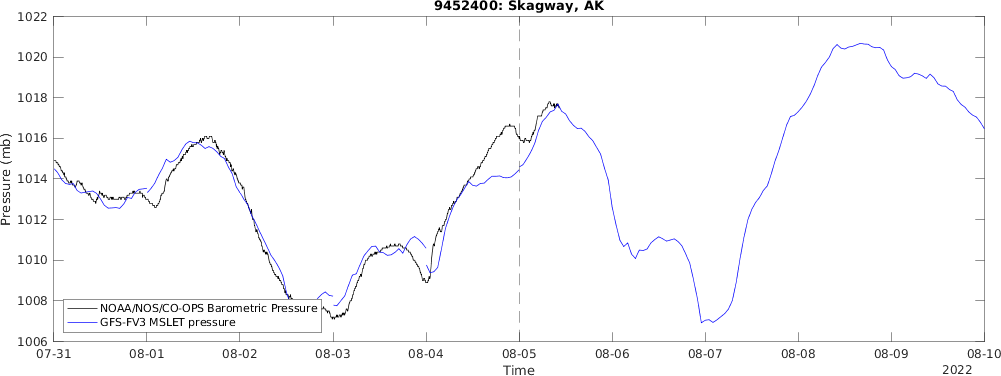 9452400: Skagway, AK
1022
1020
1018
1016
1014
1012
1010
1008
1006
Pressure (mb)
NOAA/NOS/CO-OPS Barometric Pressure
GFS-FV3 MSLET pressure
07-31 08-01 08-02 08-03 08-04 08-05 08-06 08-07 08-08 08-09 08-10
Time
2022